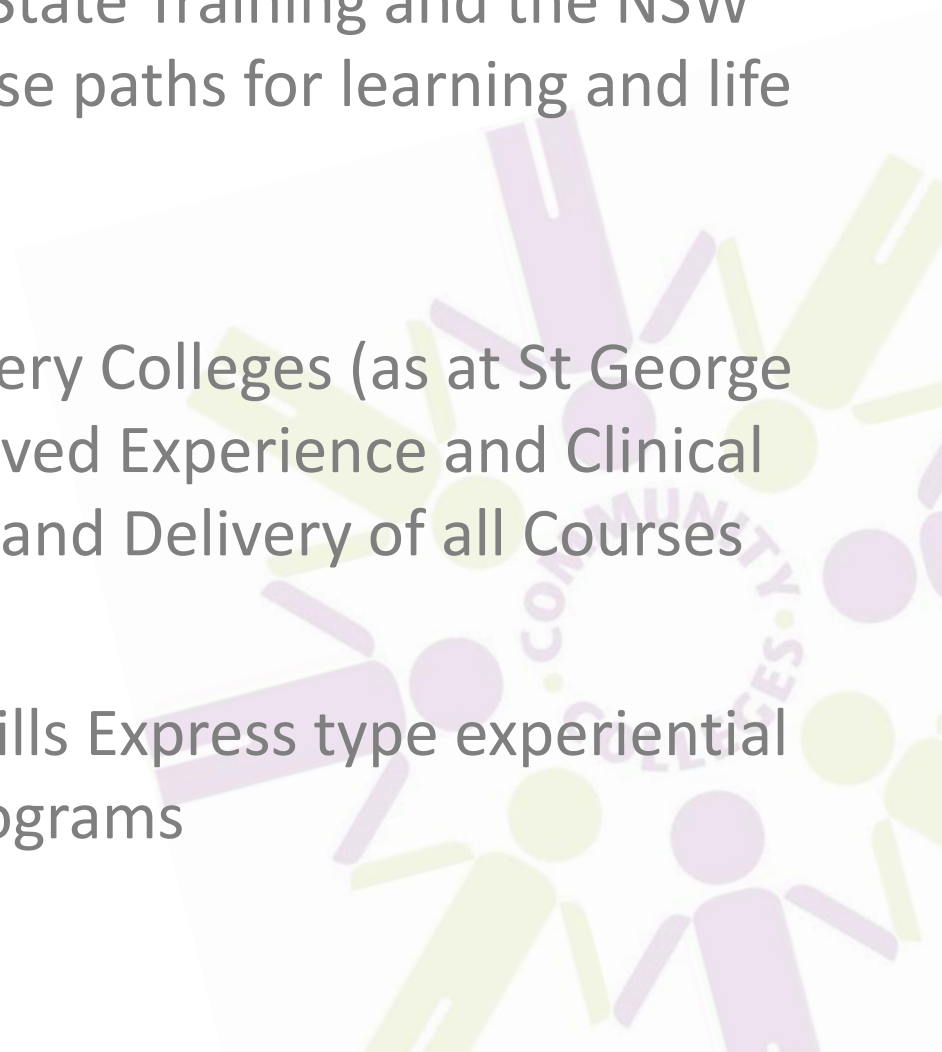 State Training and the NSW
se paths for learning and life
ery Colleges (as at St George
ved Experience and Clinical
and Delivery of all Courses
ills Express type experiential
ograms
COMMUNITY
COLLEGES